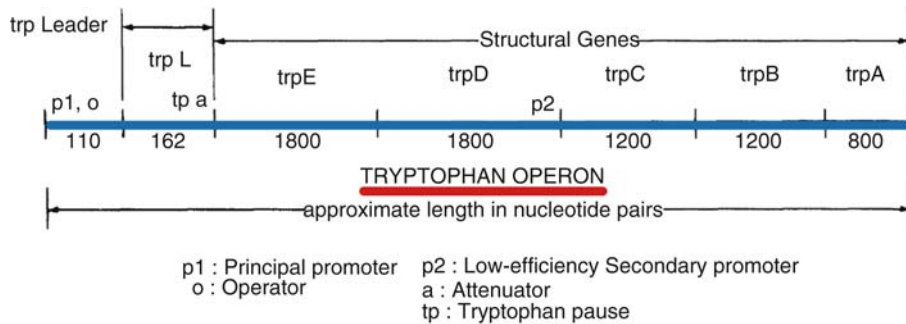 trp Leader
trp L
Structural Genes
trpE trpD trpC trpB trpA
p1, o tp a p2
110 162 1800 1800 1200 1200 800
TRYPTOPHAN OPERON
approximate length in nucleotide pairs
p1 : Principal promoter p2 : Low-efficiency Secondary promoter
o : Operator a : Attenuator
tp : Tryptophan pause